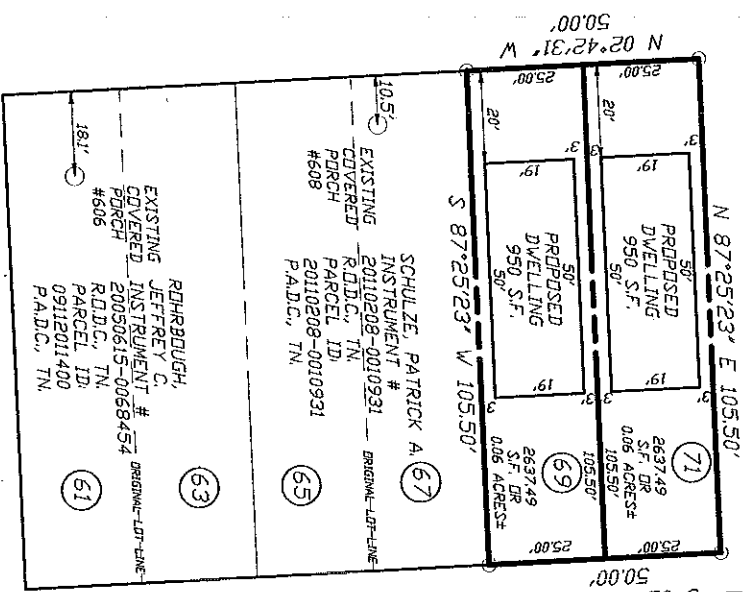 50.00'
N 02°42'31" W
25.00'
25.00'
20'
20'
3'
3'
3'
19'
19'
N 87°25'23" E 105.50'
50'
PROPOSED
DWELLING
950 S.F.
50'
19'
3'
3'
71
2637.49
S.F. OR
0.06 ACRES±
105.50'
25.00'
50'
PROPOSED
DWELLING
950 S.F.
50'
19'
3'
105.50'
69
2637.49
S.F. OR
0.06 ACRES±
25.00'
50.00'
S 87°25'23" W 105.50'
10.5'
EXISTING
COVERED
PORCH
#608
SCHULZE, PATRICK A.
INSTRUMENT #
20110208-0010931
R.O.D.C., TN.
PARCEL ID:
20110208-0010931
P.A.D.C., TN.
67
ORIGINAL LOT LINE
65
18.1'
EXISTING
COVERED
PORCH
#606
ROHRBOUGH,
JEFFREY C.
INSTRUMENT #
20050615-0068454
R.O.D.C., TN.
PARCEL ID:
09112011400
P.A.D.C., TN.
63
ORIGINAL LOT LINE
61